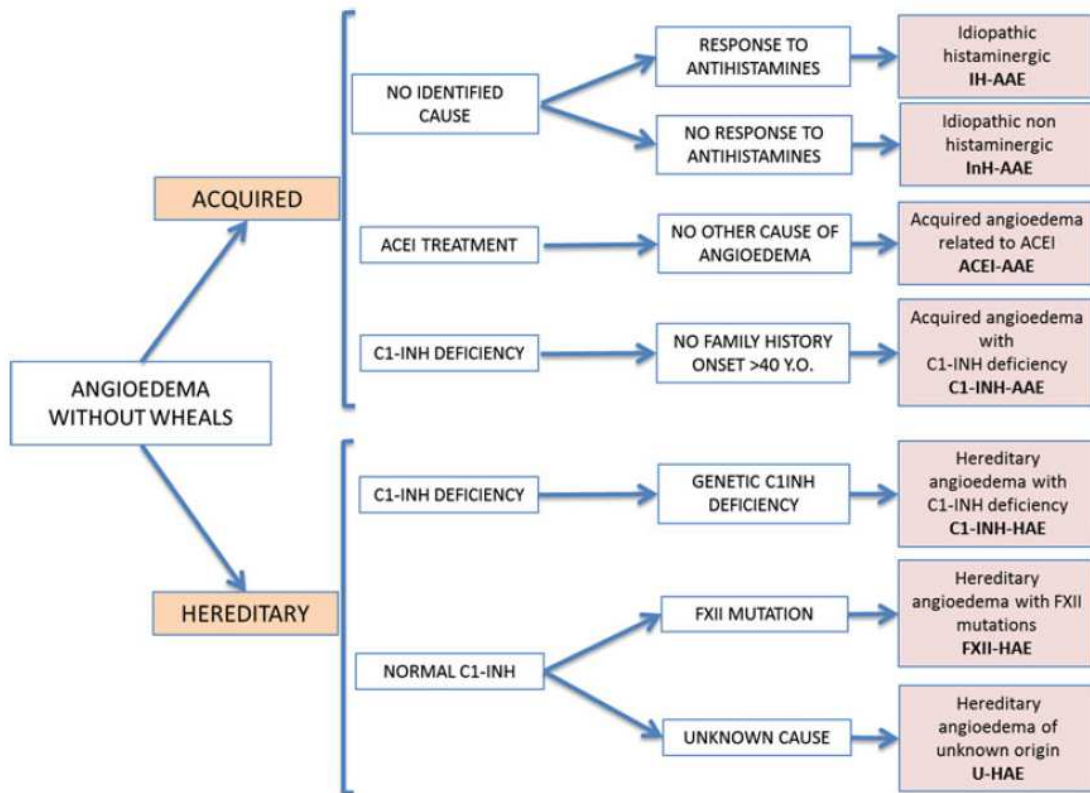 ANGIOEDEMA
WITHOUT WHEALS
ACQUIRED
NO IDENTIFIED
CAUSE
RESPONSE TO
ANTIHISTAMINES
Idiopathic
histaminergic
IH-AAE
NO RESPONSE TO
ANTIHISTAMINES
Idiopathic non
histaminergic
InH-AAE
ACEI TREATMENT
NO OTHER CAUSE OF
ANGIOEDEMA
Acquired angioedema
related to ACEI
ACEI-AAE
C1-INH DEFICIENCY
NO FAMILY HISTORY
ONSET >40 Y.O.
Acquired angioedema
with
C1-INH deficiency
C1-INH-AAE
HEREDITARY
C1-INH DEFICIENCY
GENETIC C1INH
DEFICIENCY
Hereditary
angioedema with
C1-INH deficiency
C1-INH-HAE
NORMAL C1-INH
FXII MUTATION
Hereditary
angioedema with FXII
mutations
FXII-HAE
UNKNOWN CAUSE
Hereditary
angioedema of
unknown origin
U-HAE